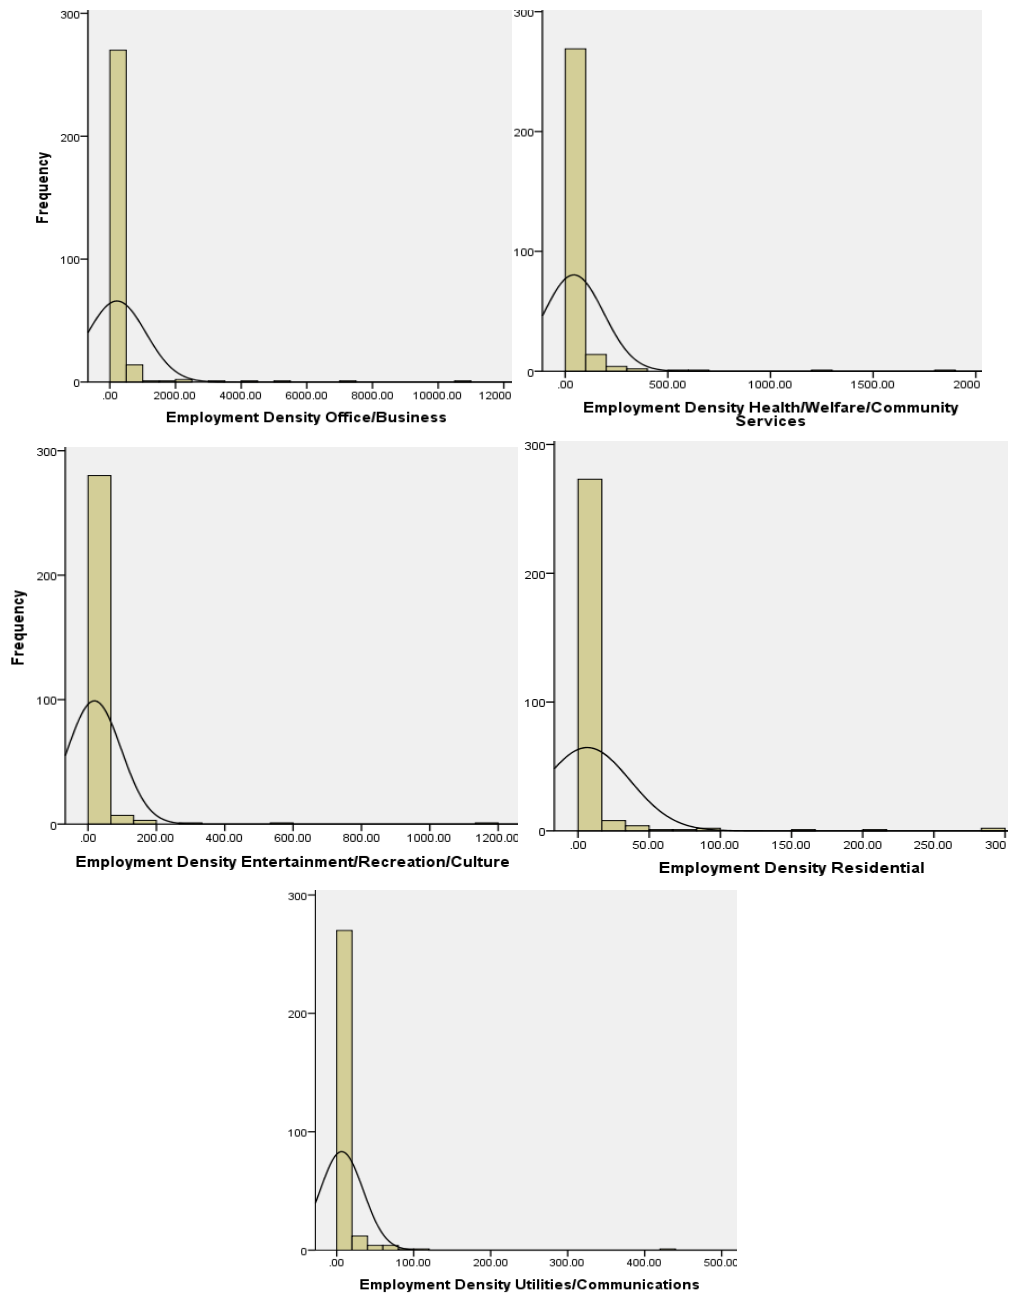 300
200
100
0
Frequency
.00 2000.00 4000.00 6000.00 8000.00 10000.00 12000
Employment Density Office/Business
300
200
100
0
.00 500.00 1000.00 1500.00 2000
Employment Density Health/Welfare/Community
Services
300
200
100
0
Frequency
.00 200.00 400.00 600.00 800.00 1000.00 1200.00
Employment Density Entertainment/Recreation/Culture
300
200
100
0
.00 50.00 100.00 150.00 200.00 250.00 300
Employment Density Residential
300
200
100
0
.00 100.00 200.00 300.00 400.00 500.00
Employment Density Utilities/Communications